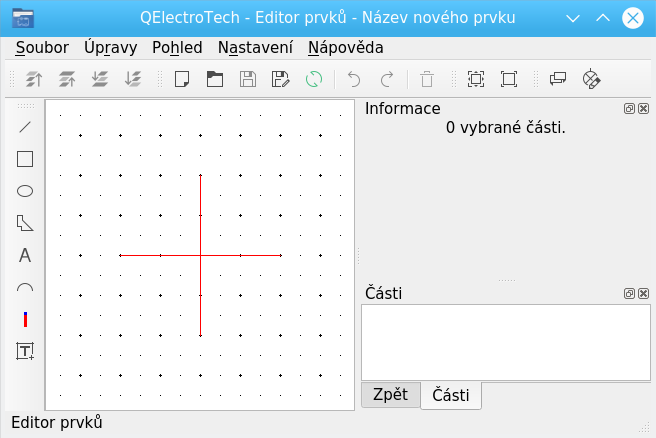 QElectroTech - Editor prvků - Název nového prvku
Soubor Úpravy Pohled Nastavení Nápověda
Informace
0 vybrané části.
A
T
Části
Zpět Části
Editor prvků